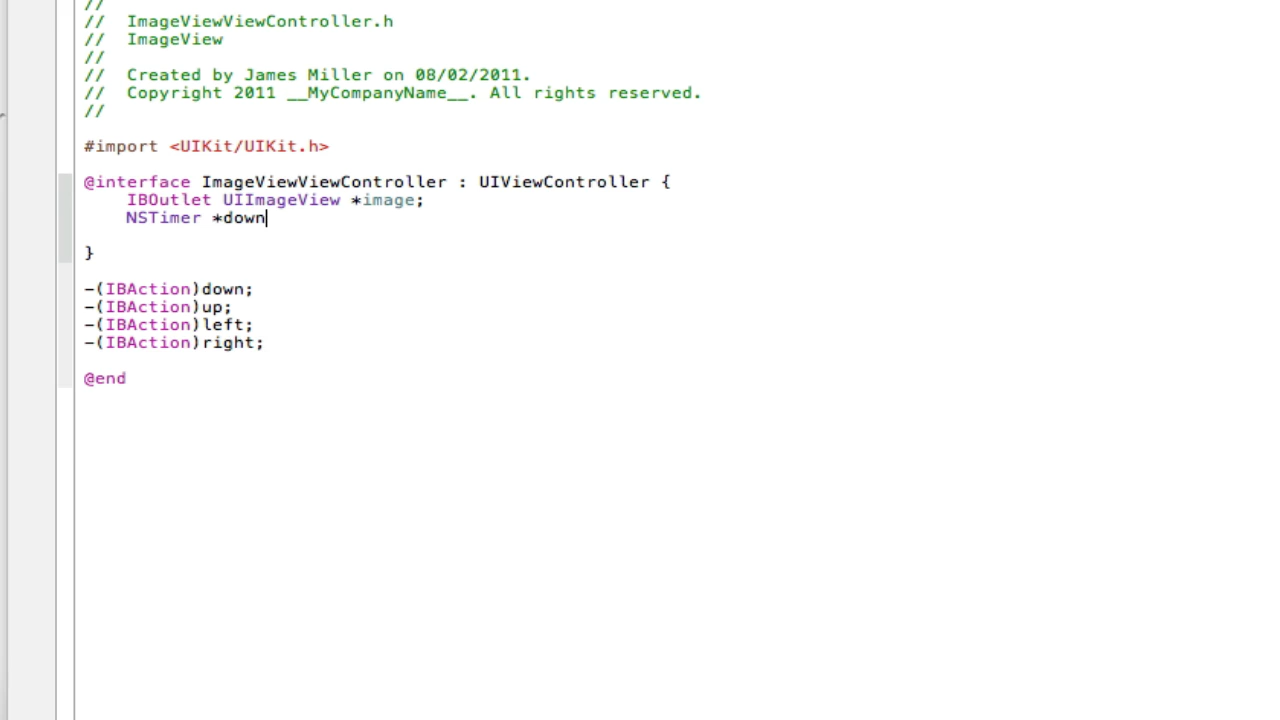 //
//  ImageViewViewController.h
//  ImageView
//
//  Created by James Miller on 08/02/2011.
//  Copyright 2011 __MyCompanyName__. All rights reserved.
//
#import <UIKit/UIKit.h>
@interface ImageViewViewController : UIViewController {
    IBOutlet UIImageView *image;
    NSTimer *down
}
-(IBAction)down;
-(IBAction)up;
-(IBAction)left;
-(IBAction)right;
@end